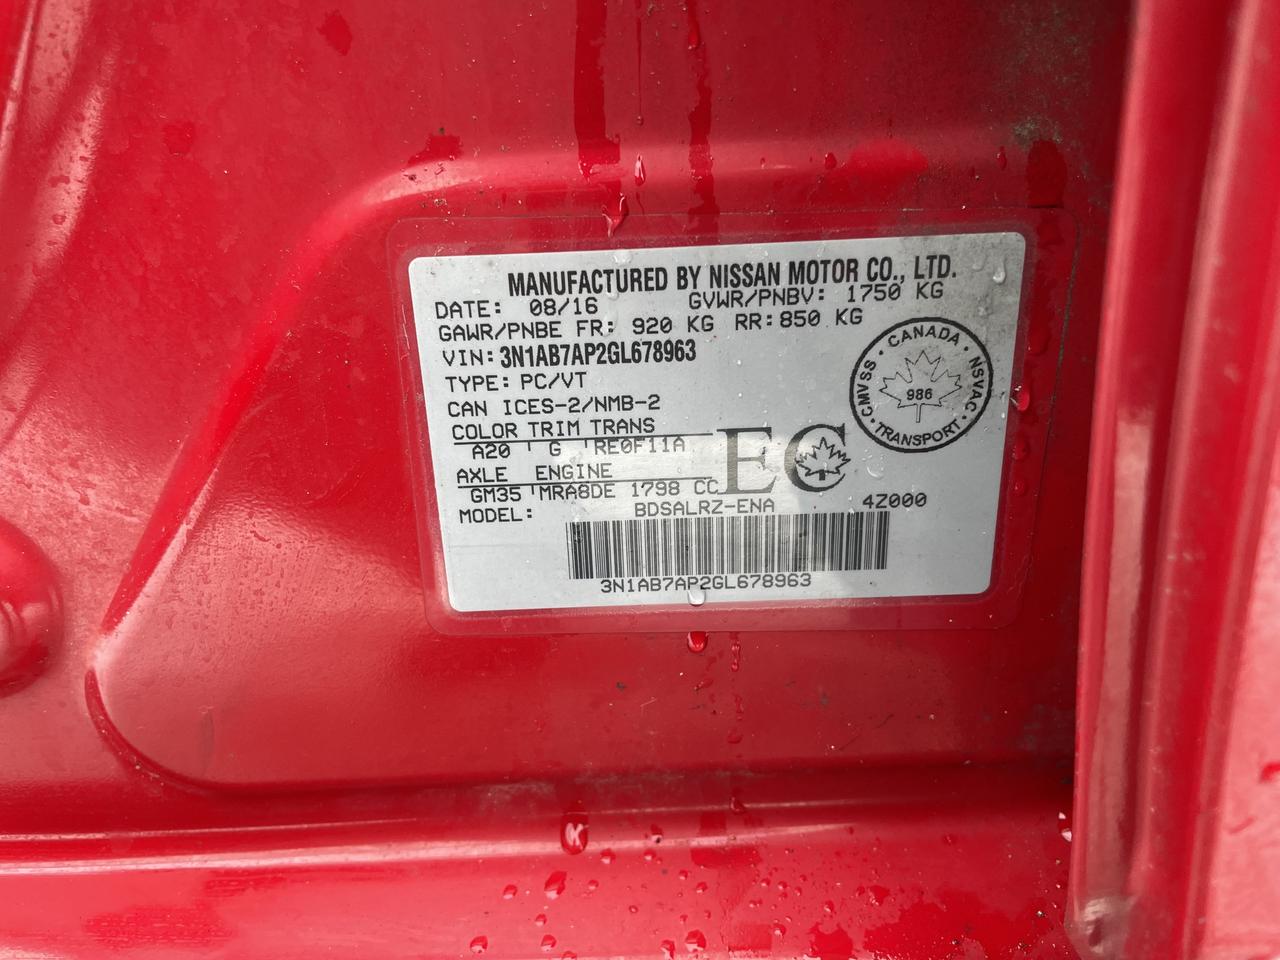 MANUFACTURED BY NISSAN MOTOR CO., LTD.
DATE: 08/16 GVWR/PNBV: 1750 KG
GAWR/PNBE FR: 920 KG RR: 850 KG
VIN: 3N1AB7AP2GL678963
TYPE: PC/VT
CAN ICES-2/NMB-2
COLOR TRIM TRANS
A20 G RE0F11A
AXLE ENGINE
GM35 MRA8DE 1798 CC
EC
MODEL: BDSALRZ-ENA 4Z000
3N1AB7AP2GL678963
CANADA · NSVAC · TRANSPORT · CMVSS ·
986